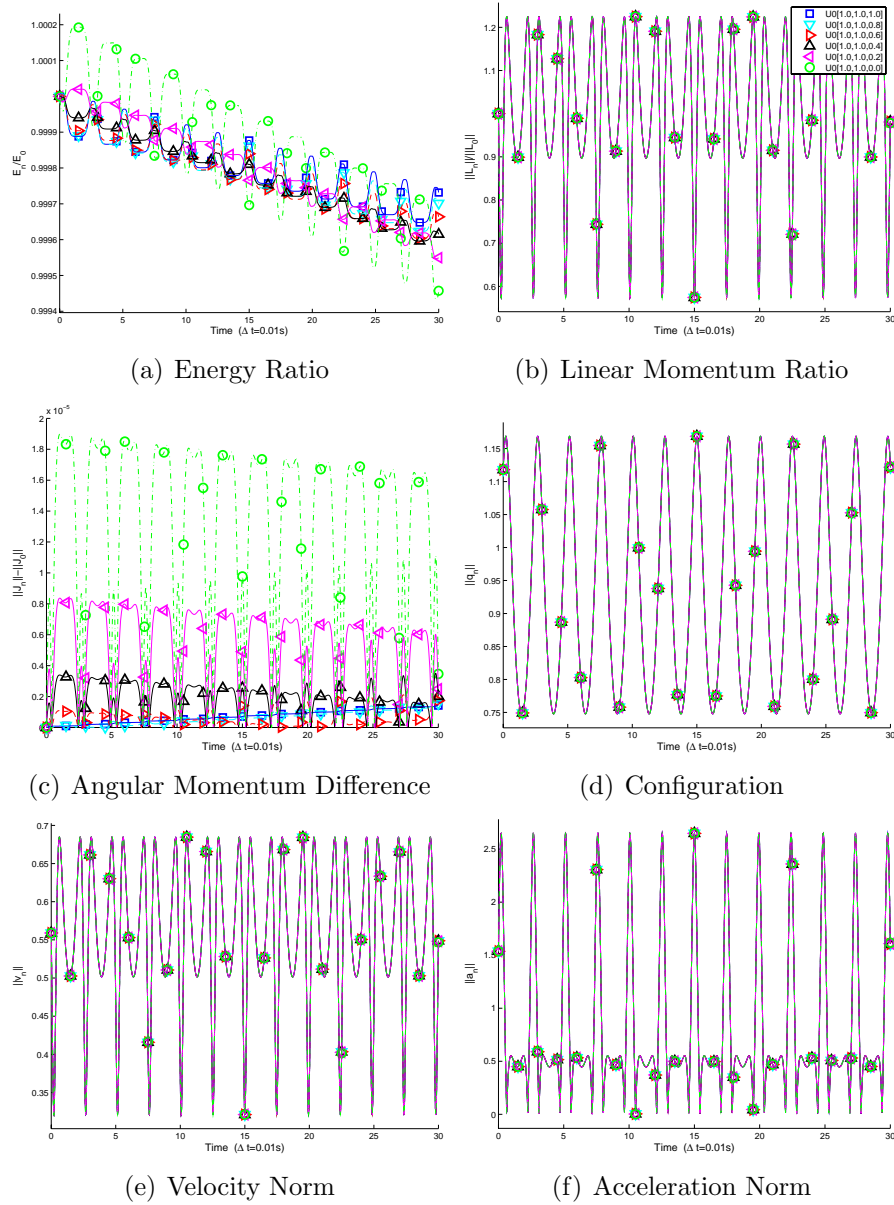 1.0002
1.0001
1
0.9999
0.9998
0.9997
0.9996
0.9995
0.9994
E_n/E_0
0 5 10 15 20 25 30
Time (Δ t=0.01s)
(a) Energy Ratio
1.2
1.1
1
0.9
0.8
0.7
0.6
||L_n||/||L_0||
U0[1.0,1.0,1.0]
U0[1.0,1.0,0.8]
U0[1.0,1.0,0.6]
U0[1.0,1.0,0.4]
U0[1.0,1.0,0.2]
U0[1.0,1.0,0.0]
0 5 10 15 20 25 30
Time (Δ t=0.01s)
(b) Linear Momentum Ratio
x 10^-5
2
1.8
1.6
1.4
1.2
1
0.8
0.6
0.4
0.2
0
||J_n||−||J_0||
0 5 10 15 20 25 30
Time (Δ t=0.01s)
(c) Angular Momentum Difference
1.15
1.1
1.05
1
0.95
0.9
0.85
0.8
0.75
||q_n||
0 5 10 15 20 25 30
Time (Δ t=0.01s)
(d) Configuration
0.7
0.65
0.6
0.55
0.5
0.45
0.4
0.35
||v_n||
0 5 10 15 20 25 30
Time (Δ t=0.01s)
(e) Velocity Norm
2.5
2
1.5
1
0.5
0
||a_n||
0 5 10 15 20 25 30
Time (Δ t=0.01s)
(f) Acceleration Norm